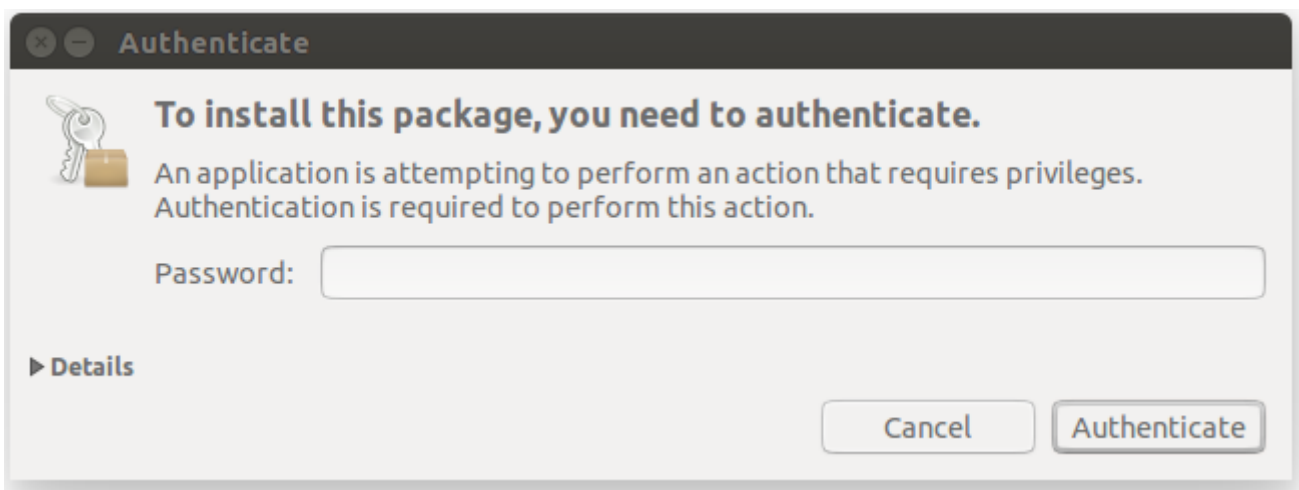 Authenticate
To install this package, you need to authenticate.
An application is attempting to perform an action that requires privileges.
Authentication is required to perform this action.
Password:
Details
Cancel
Authenticate